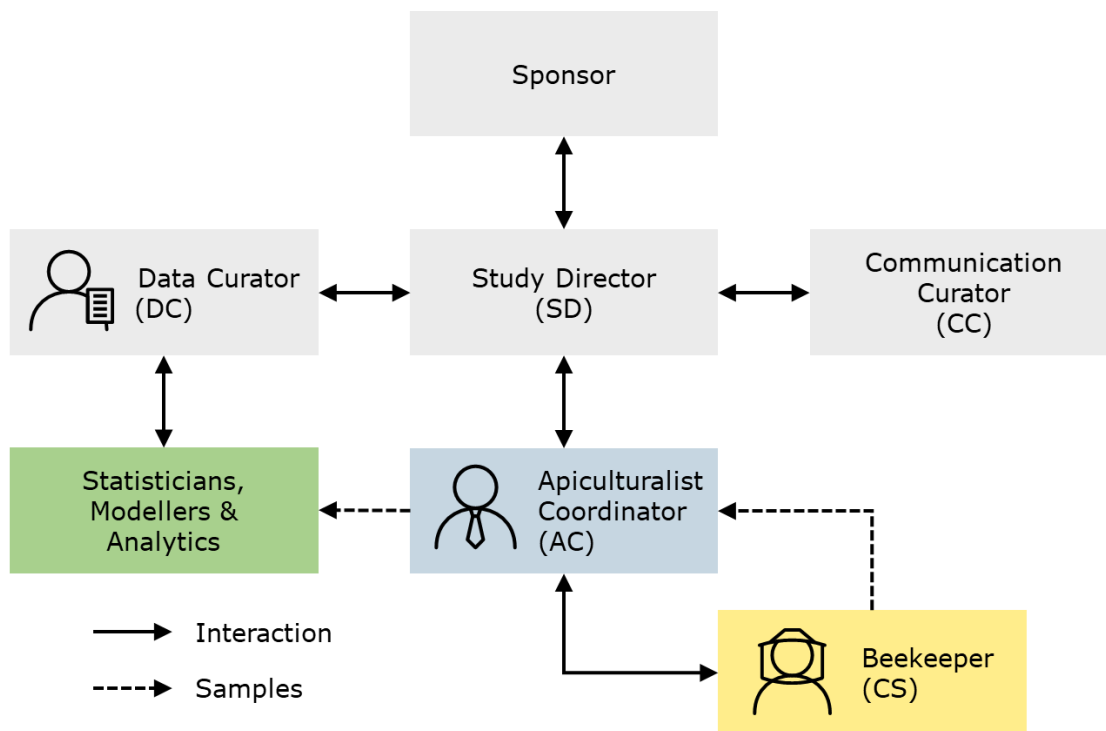 Sponsor
Data Curator
(DC)
Study Director
(SD)
Communication
Curator
(CC)
Statisticians,
Modellers &
Analytics
Apiculturalist
Coordinator
(AC)
Interaction
Samples
Beekeeper
(CS)